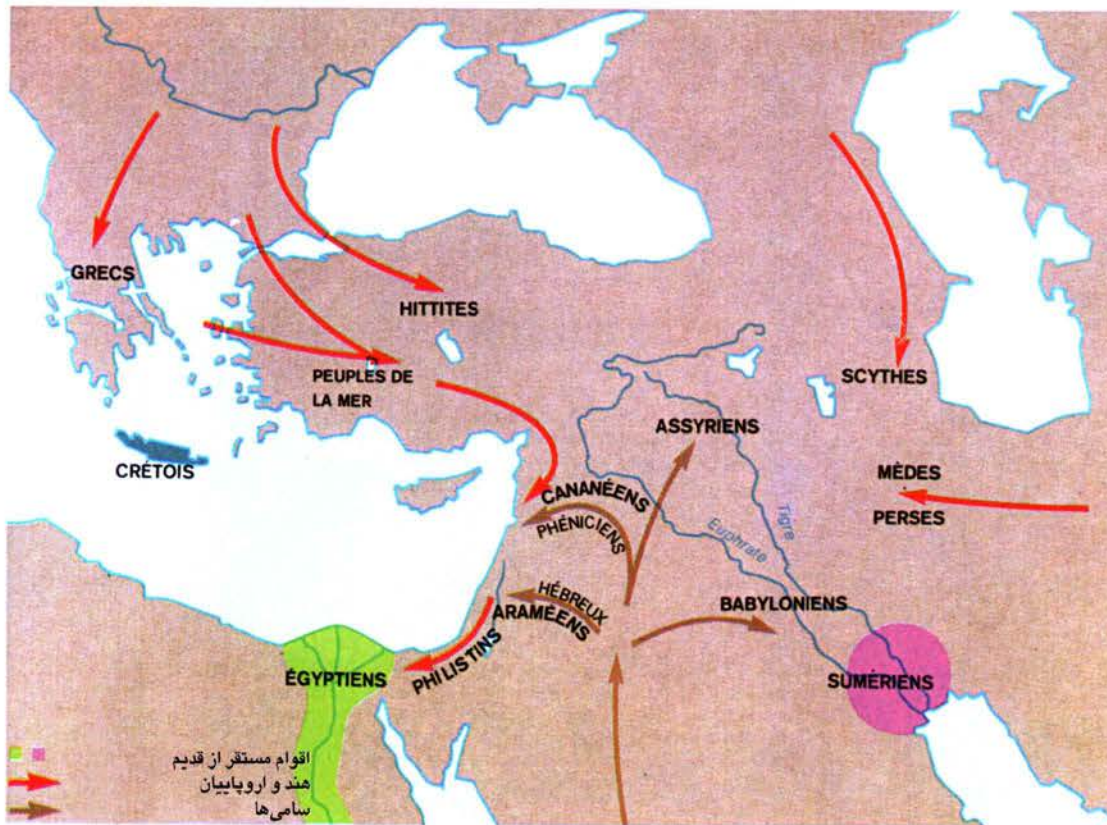 GRECS
HITTITES
PEUPLES DE
LA MER
SCYTHES
ASSYRIENS
CRÉTOIS
MÈDES
PERSES
CANANÉENS
PHÉNICIENS
Tigre
Euphrate
HÉBREUX
ARAMÉENS
BABYLONIENS
PHILISTINS
ÉGYPTIENS
SUMÉRIENS
اقوام مستقر از قدیم
هند و اروپاییان
سامی‌ها